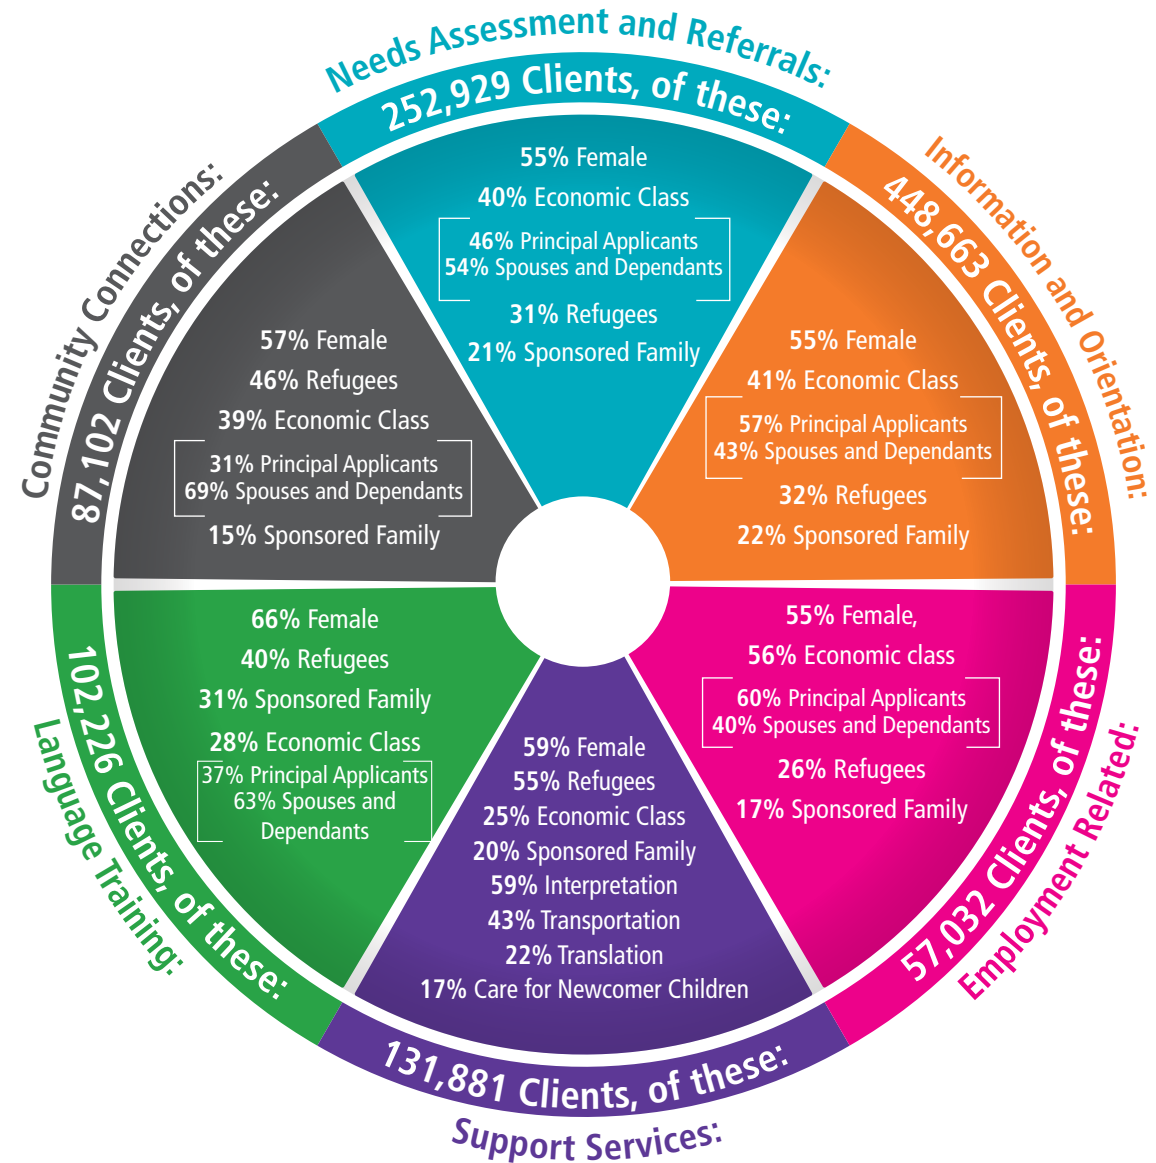 Needs Assessment and Referrals:
252,929 Clients, of these:
55% Female
40% Economic Class
46% Principal Applicants
54% Spouses and Dependants
31% Refugees
21% Sponsored Family
Information and Orientation:
448,663 Clients, of these:
55% Female
41% Economic Class
57% Principal Applicants
43% Spouses and Dependants
32% Refugees
22% Sponsored Family
Employment Related:
57,032 Clients, of these:
55% Female,
56% Economic class
60% Principal Applicants
40% Spouses and Dependants
26% Refugees
17% Sponsored Family
Support Services:
131,881 Clients, of these:
59% Female
55% Refugees
25% Economic Class
20% Sponsored Family
59% Interpretation
43% Transportation
22% Translation
17% Care for Newcomer Children
Language Training:
102,226 Clients, of these:
66% Female
40% Refugees
31% Sponsored Family
28% Economic Class
37% Principal Applicants
63% Spouses and
Dependants
Community Connections:
87,102 Clients, of these:
57% Female
46% Refugees
39% Economic Class
31% Principal Applicants
69% Spouses and Dependants
15% Sponsored Family